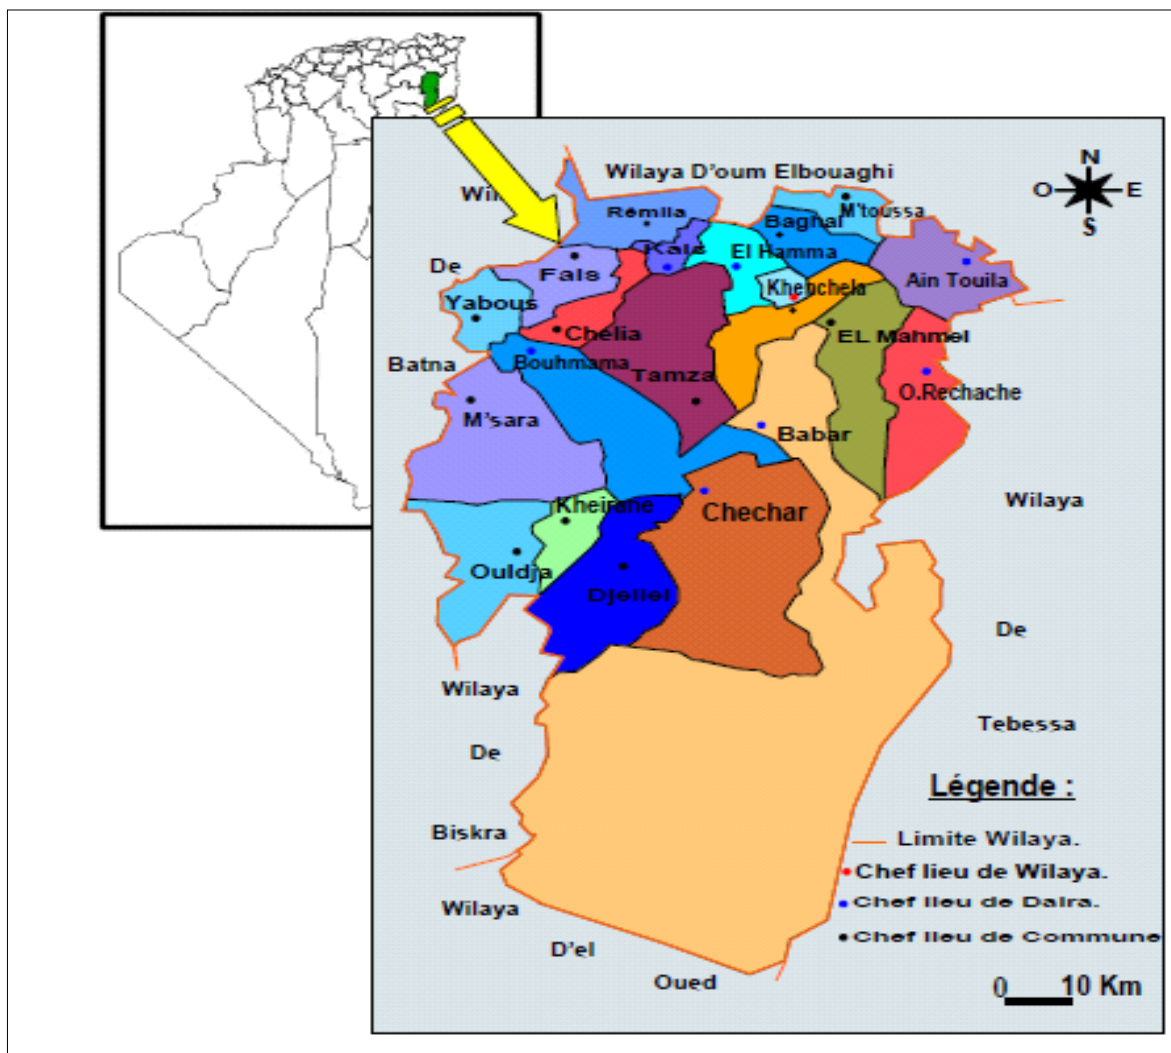 Wilaya D'oum Elbouaghi
Wil
N
O
E
S
M'toussa
Rémila
Baghai
Kais
El Hamma
De
Fais
Ain Touila
Khenchela
Yabous
Chelia
EL Mahmel
Batna
Bouhmama
Tamza
O.Rechache
M'sara
Babar
Wilaya
Kheirane
Chechar
Ouldja
Djellel
De
Wilaya
Tebessa
De
Légende :
Biskra
Limite Wilaya.
Chef lieu de Wilaya.
Wilaya
Chef lieu de Daira.
Chef lieu de Commune
D'el
Oued
0 10 Km